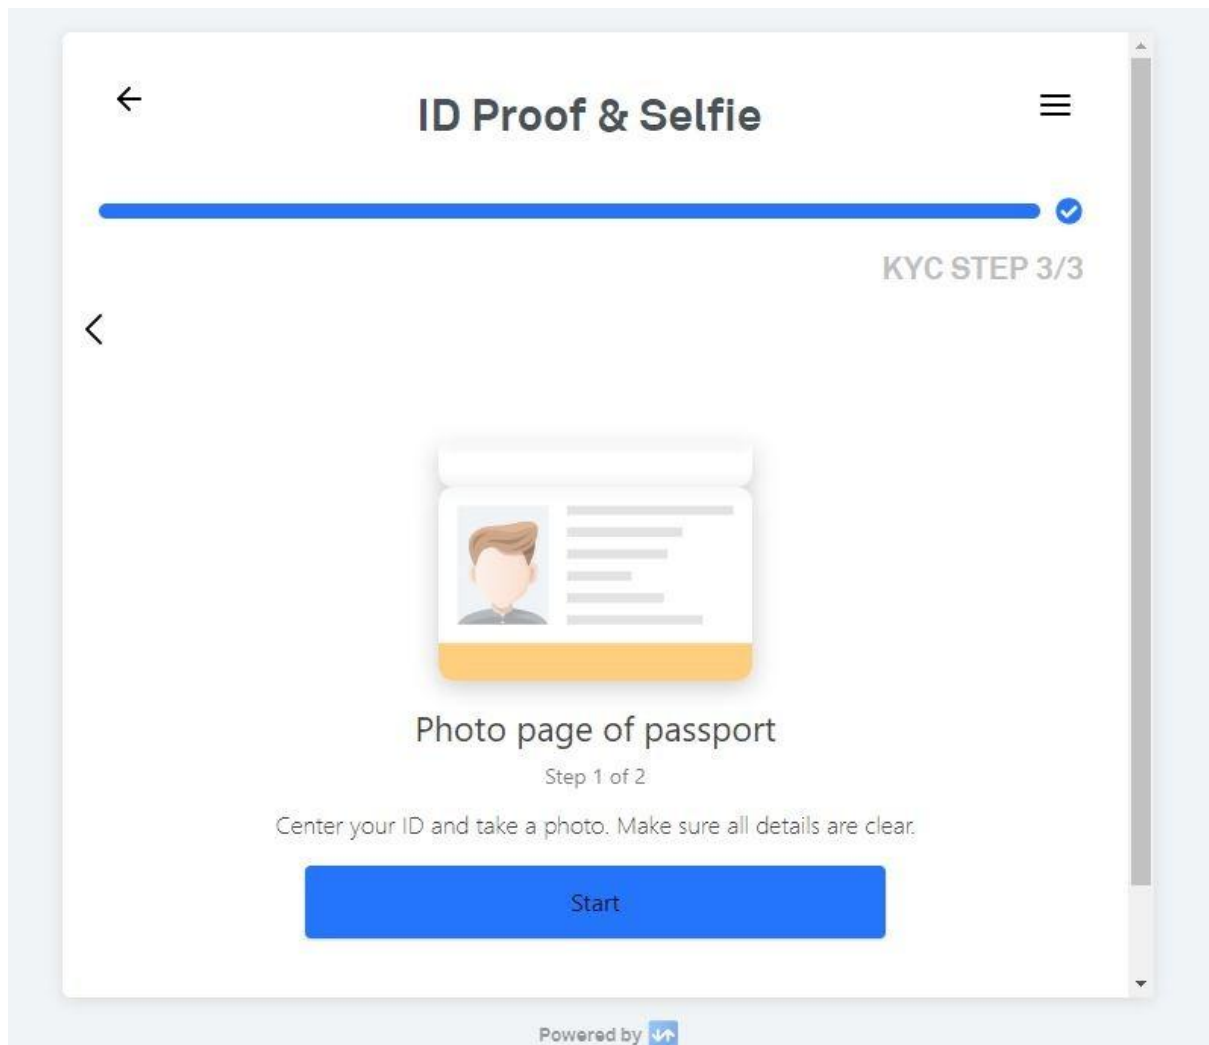 ID Proof & Selfie
KYC STEP 3/3
Photo page of passport
Step 1 of 2
Center your ID and take a photo. Make sure all details are clear.
Start
Powered by